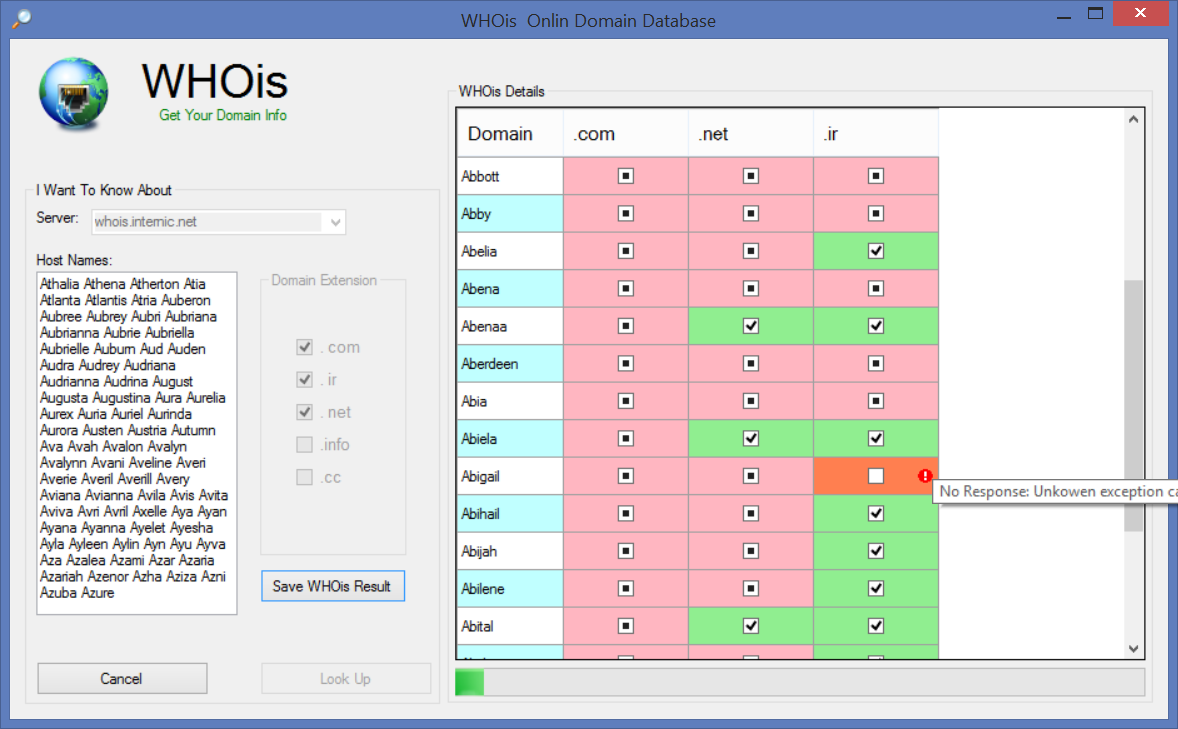 WHOis Onlin Domain Database
WHOis
Get Your Domain Info
I Want To Know About
Server:
whois.internic.net
Host Names:
Athalia Athena Atherton Atia
Atlanta Atlantis Atria Auberon
Aubree Aubrey Aubri Aubriana
Aubrianna Aubrie Aubriella
Aubrielle Auburn Aud Auden
Audra Audrey Audriana
Audrianna Audrina August
Augusta Augustina Aura Aurelia
Aurex Auria Auriel Aurinda
Aurora Austen Austria Autumn
Ava Avah Avalon Avalyn
Avalynn Avani Aveline Averi
Averie Averil Averill Avery
Aviana Avianna Avila Avis Avita
Aviva Avri Avril Axelle Aya Ayan
Ayana Ayanna Ayelet Ayesha
Ayla Ayleen Aylin Ayn Ayu Ayva
Aza Azalea Azami Azar Azaria
Azariah Azenor Azha Aziza Azni
Azuba Azure
Domain Extension
. com
. ir
. net
.info
.cc
Save WHOis Result
Cancel
Look Up
WHOis Details
Domain .com .net .ir
Abbott
Abby
Abelia
Abena
Abenaa
Aberdeen
Abia
Abiela
Abigail
No Response: Unkowen exception ca
Abihail
Abijah
Abilene
Abital